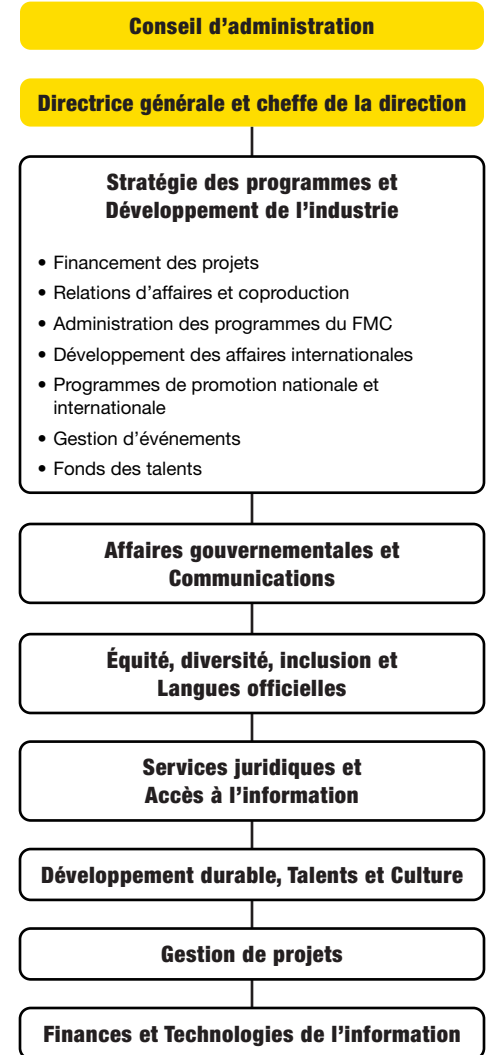 Conseil d'administration
Directrice générale et cheffe de la direction
Stratégie des programmes et
Développement de l'industrie
• Financement des projets
• Relations d'affaires et coproduction
• Administration des programmes du FMC
• Développement des affaires internationales
• Programmes de promotion nationale et
internationale
• Gestion d'événements
• Fonds des talents
Affaires gouvernementales et
Communications
Équité, diversité, inclusion et
Langues officielles
Services juridiques et
Accès à l'information
Développement durable, Talents et Culture
Gestion de projets
Finances et Technologies de l'information